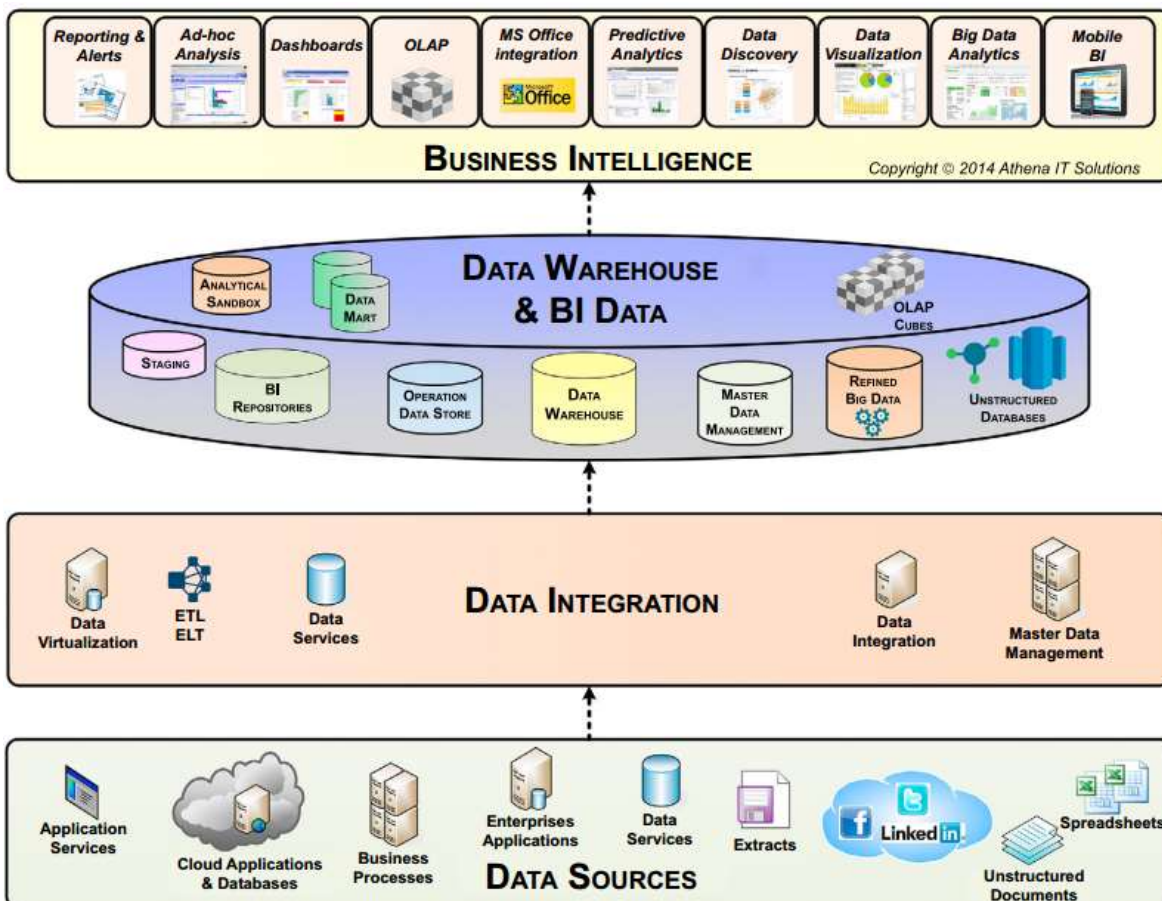 Reporting &
Alerts
Ad-hoc
Analysis
Dashboards
OLAP
MS Office
integration
Microsoft
Office
Predictive
Analytics
Data
Discovery
Data
Visualization
Big Data
Analytics
Mobile
BI
BUSINESS INTELLIGENCE
Copyright © 2014 Athena IT Solutions
DATA WAREHOUSE
& BI DATA
ANALYTICAL
SANDBOX
DATA
MART
OLAP
CUBES
STAGING
BI
REPOSITORIES
OPERATION
DATA STORE
DATA
WAREHOUSE
MASTER
DATA
MANAGEMENT
REFINED
BIG DATA
UNSTRUCTURED
DATABASES
DATA INTEGRATION
Data
Virtualization
ETL
ELT
Data
Services
Data
Integration
Master Data
Management
Application
Services
Cloud Applications
& Databases
Business
Processes
Enterprises
Applications
Data
Services
Extracts
f
Linked in
Unstructured
Documents
Spreadsheets
DATA SOURCES